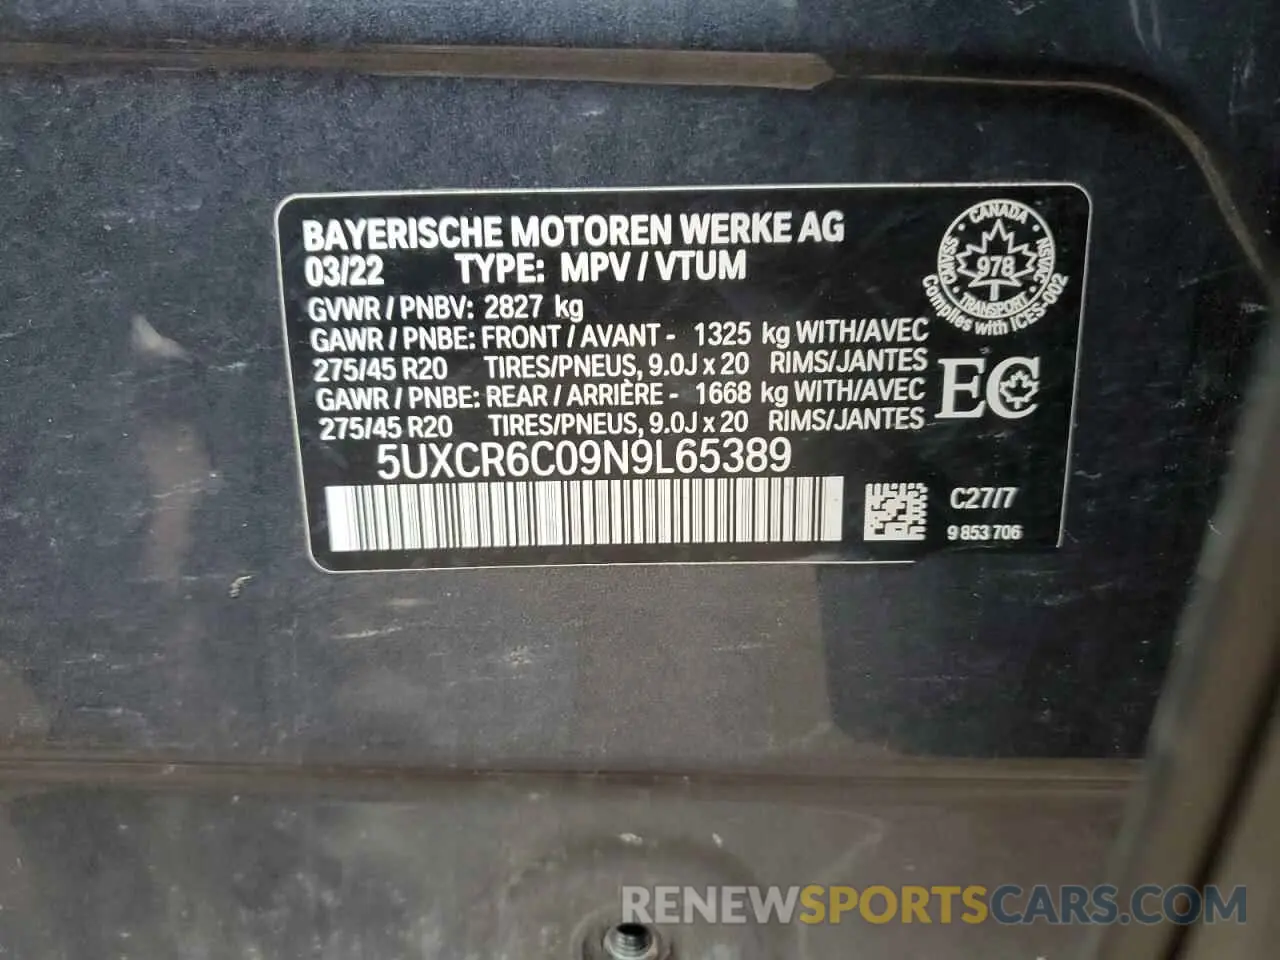 BAYERISCHE MOTOREN WERKE AG
03/22 TYPE: MPV / VTUM
GVWR / PNBV: 2827 kg
GAWR / PNBE: FRONT / AVANT - 1325 kg WITH/AVEC
275/45 R20 TIRES/PNEUS, 9.0J x 20 RIMS/JANTES
GAWR / PNBE: REAR / ARRIÈRE - 1668 kg WITH/AVEC
275/45 R20 TIRES/PNEUS, 9.0J x 20 RIMS/JANTES
5UXCR6C09N9L65389
CANADA
CMVSS
NSVAC
978
TRANSPORT
Complies with ICES-002
EC
C27/7
9 853 706
RENEWSPORTSCARS.COM